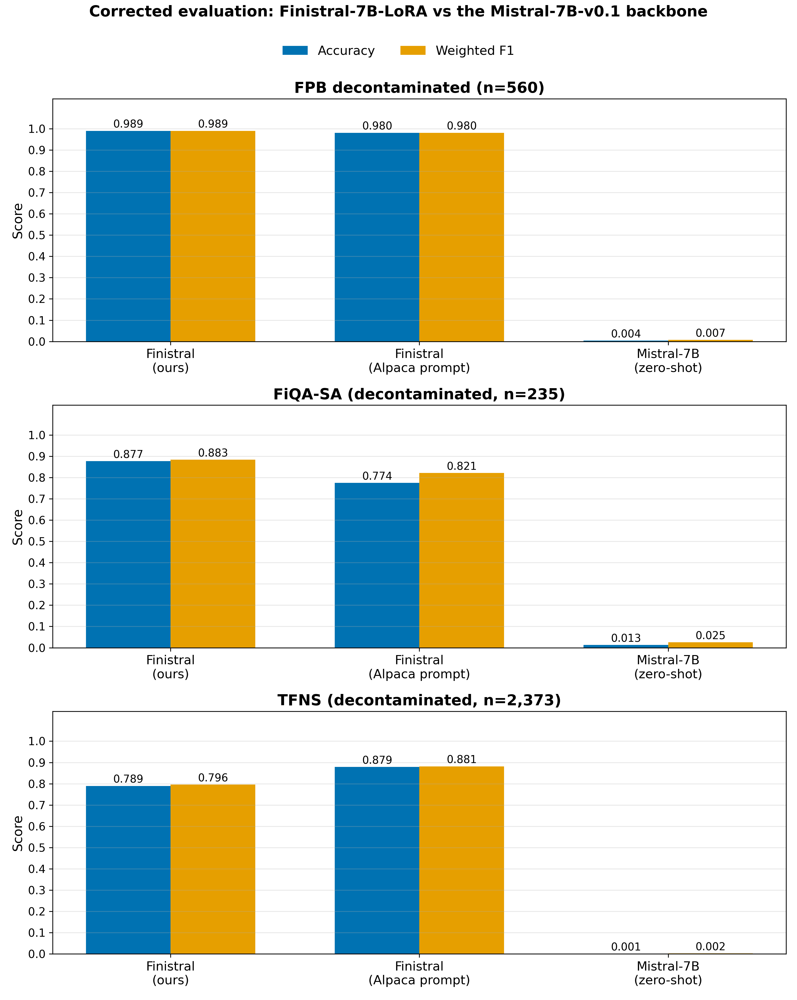 Corrected evaluation: Finistral-7B-LoRA vs the Mistral-7B-v0.1 backbone
Accuracy
Weighted F1
FPB decontaminated (n=560)
Score
1.0
0.9
0.8
0.7
0.6
0.5
0.4
0.3
0.2
0.1
0.0
0.989
0.989
0.980
0.980
0.004
0.007
Finistral
(ours)
Finistral
(Alpaca prompt)
Mistral-7B
(zero-shot)
FiQA-SA (decontaminated, n=235)
Score
1.0
0.9
0.8
0.7
0.6
0.5
0.4
0.3
0.2
0.1
0.0
0.877
0.883
0.774
0.821
0.013
0.025
Finistral
(ours)
Finistral
(Alpaca prompt)
Mistral-7B
(zero-shot)
TFNS (decontaminated, n=2,373)
Score
1.0
0.9
0.8
0.7
0.6
0.5
0.4
0.3
0.2
0.1
0.0
0.789
0.796
0.879
0.881
0.001
0.002
Finistral
(ours)
Finistral
(Alpaca prompt)
Mistral-7B
(zero-shot)